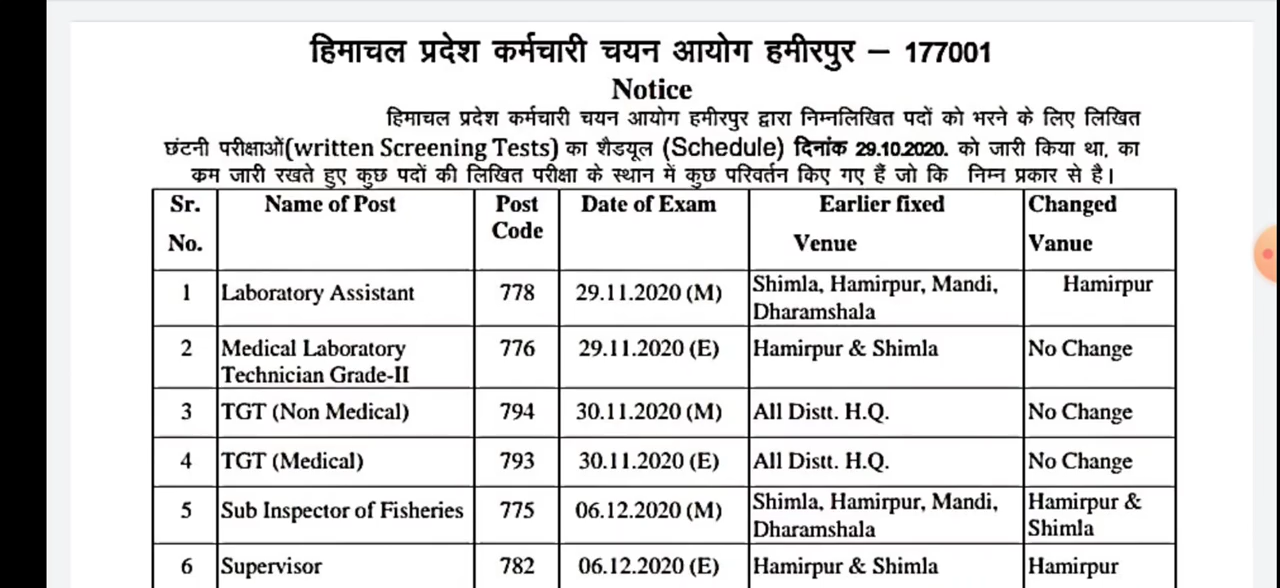 हिमाचल प्रदेश कर्मचारी चयन आयोग हमीरपुर – 177001
Notice
हिमाचल प्रदेश कर्मचारी चयन आयोग हमीरपुर द्वारा निम्नलिखित पदों को भरने के लिए लिखित
छंटनी परीक्षाओं(written Screening Tests) का शैडयूल (Schedule) दिनांक 29.10.2020. को जारी किया था, का
कम जारी रखते हुए कुछ पदों की लिखित परीक्षा के स्थान में कुछ परिवर्तन किए गए हैं जो कि निम्न प्रकार से है।
Sr. No. Name of Post Post Code Date of Exam Earlier fixed Venue Changed Vanue
1 Laboratory Assistant 778 29.11.2020 (M) Shimla, Hamirpur, Mandi, Dharamshala Hamirpur
2 Medical Laboratory Technician Grade-II 776 29.11.2020 (E) Hamirpur & Shimla No Change
3 TGT (Non Medical) 794 30.11.2020 (M) All Distt. H.Q. No Change
4 TGT (Medical) 793 30.11.2020 (E) All Distt. H.Q. No Change
5 Sub Inspector of Fisheries 775 06.12.2020 (M) Shimla, Hamirpur, Mandi, Dharamshala Hamirpur & Shimla
6 Supervisor 782 06.12.2020 (E) Hamirpur & Shimla Hamirpur